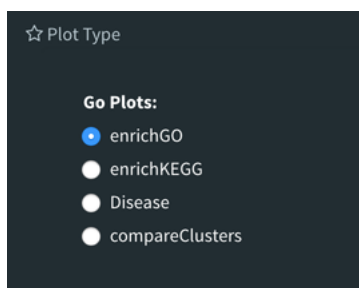 Plot Type
Go Plots:
enrichGO
enrichKEGG
Disease
compareClusters